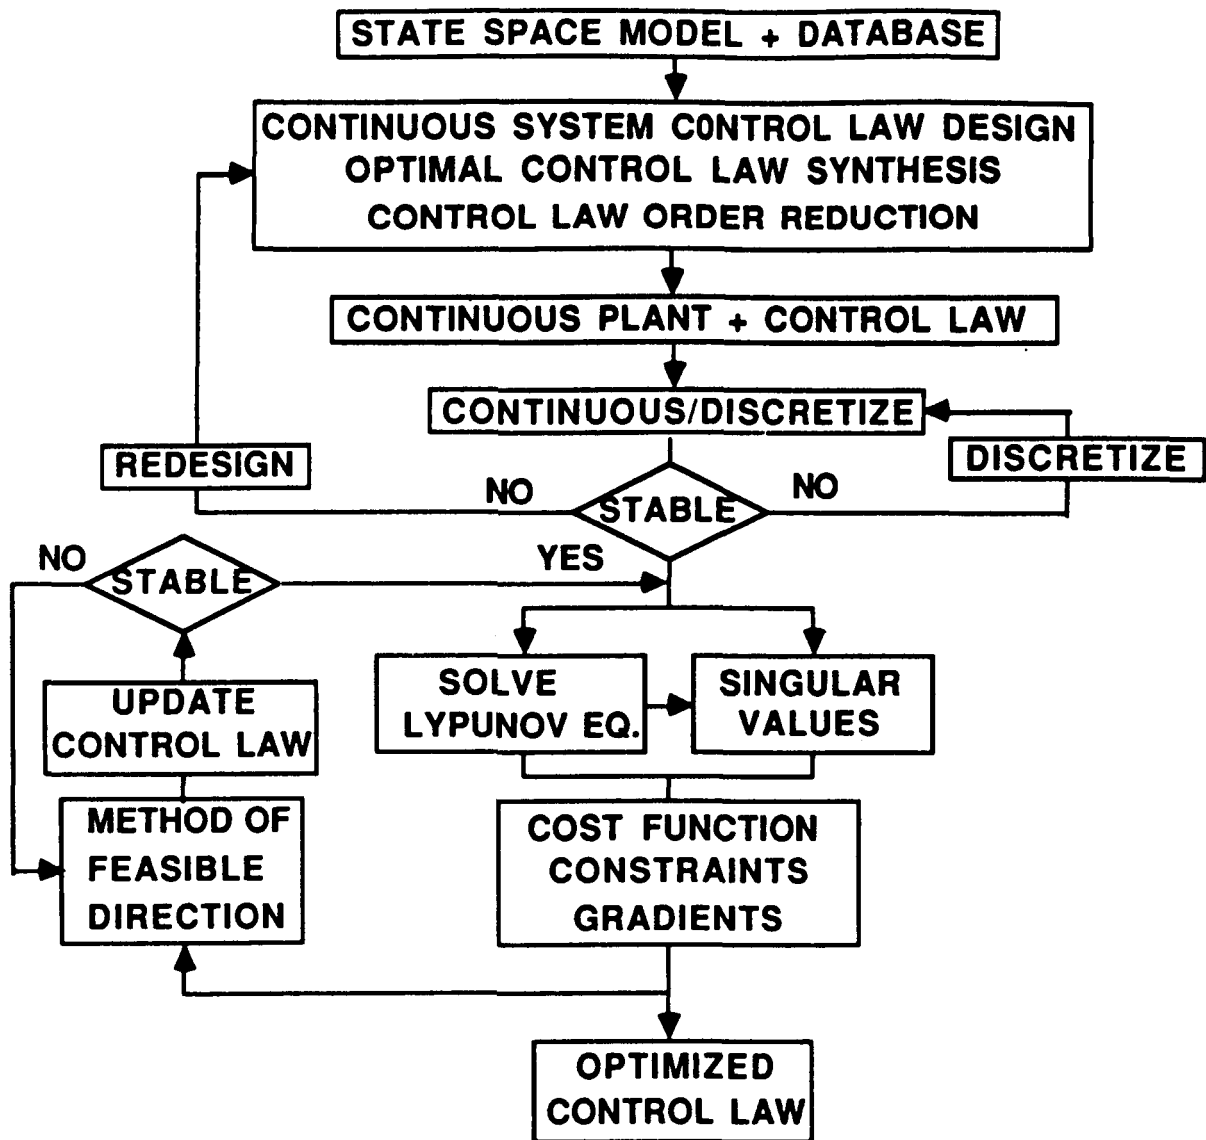 STATE SPACE MODEL + DATABASE
CONTINUOUS SYSTEM CONTROL LAW DESIGN
OPTIMAL CONTROL LAW SYNTHESIS
CONTROL LAW ORDER REDUCTION
CONTINUOUS PLANT + CONTROL LAW
CONTINUOUS/DISCRETIZE
REDESIGN
DISCRETIZE
NO
STABLE
NO
NO
STABLE
YES
UPDATE
CONTROL LAW
SOLVE
LYPUNOV EQ.
SINGULAR
VALUES
METHOD OF
FEASIBLE
DIRECTION
COST FUNCTION
CONSTRAINTS
GRADIENTS
OPTIMIZED
CONTROL LAW